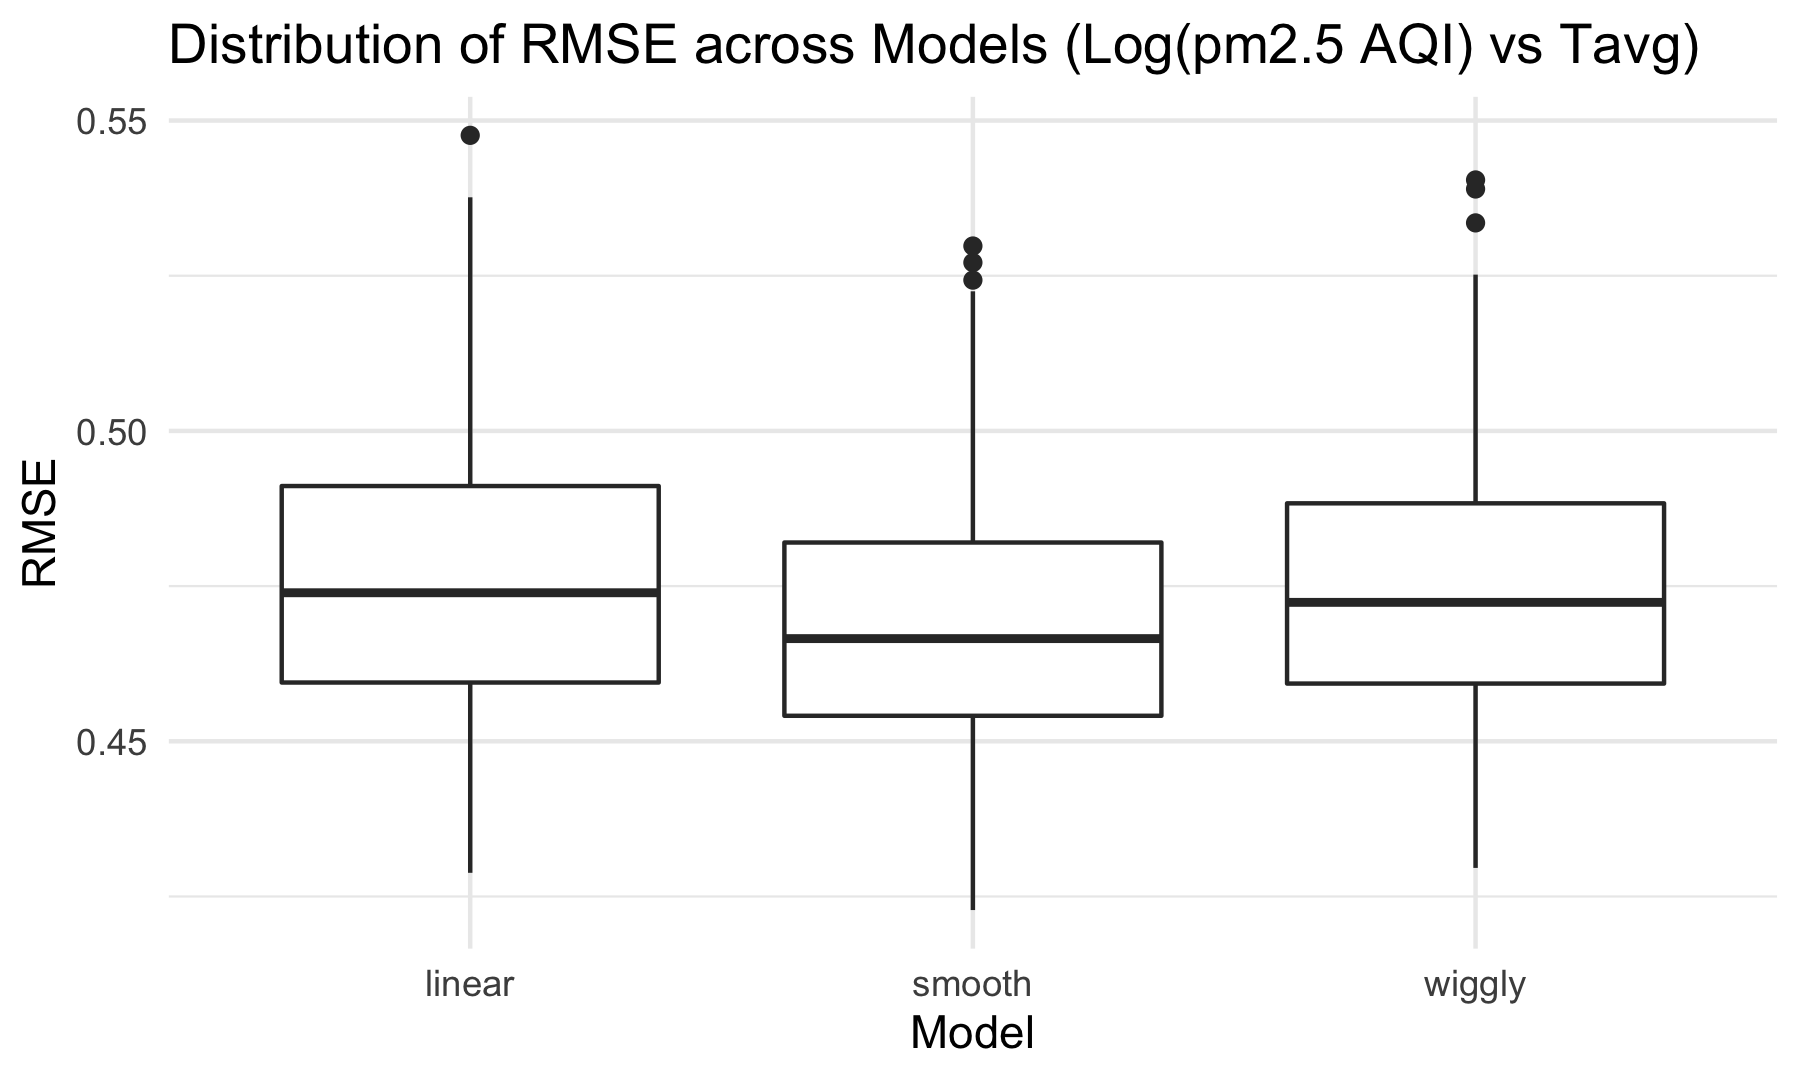 Distribution of RMSE across Models (Log(pm2.5 AQI) vs Tavg)
0.55
0.50
0.45
RMSE
linear
smooth
wiggly
Model